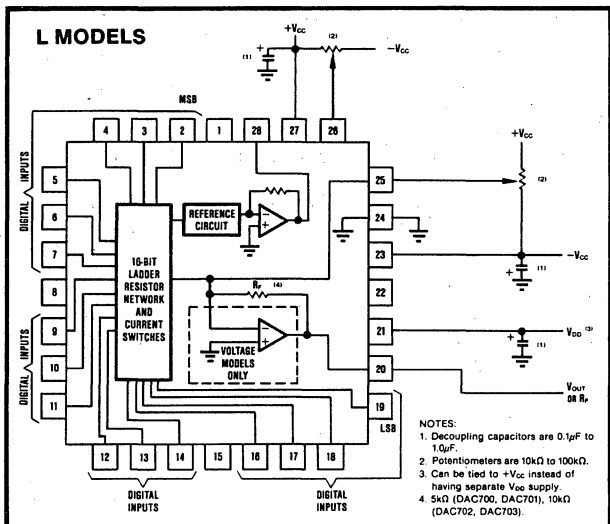 L MODELS
+VCC
(2)
+
(1)
−VCC
MSB
4
3
2
1
28
27
26
DIGITAL INPUTS
5
6
7
8
9
10
11
DIGITAL INPUTS
REFERENCE
CIRCUIT
−
+
16-BIT
LADDER
RESISTOR
NETWORK
AND
CURRENT
SWITCHES
RF (4)
−
+
VOLTAGE
MODELS
ONLY
25
24
23
22
21
20
19
LSB
+VCC
(2)
−VCC
+
(1)
VDD (3)
+
(1)
VOUT
OR RF
12
13
14
15
16
17
18
DIGITAL
INPUTS
DIGITAL
INPUTS
NOTES:
1. Decoupling capacitors are 0.1µF to
1.0µF.
2. Potentiometers are 10kΩ to 100kΩ.
3. Can be tied to +VCC instead of
having separate VDD supply.
4. 5kΩ (DAC700, DAC701), 10kΩ
(DAC702, DAC703).